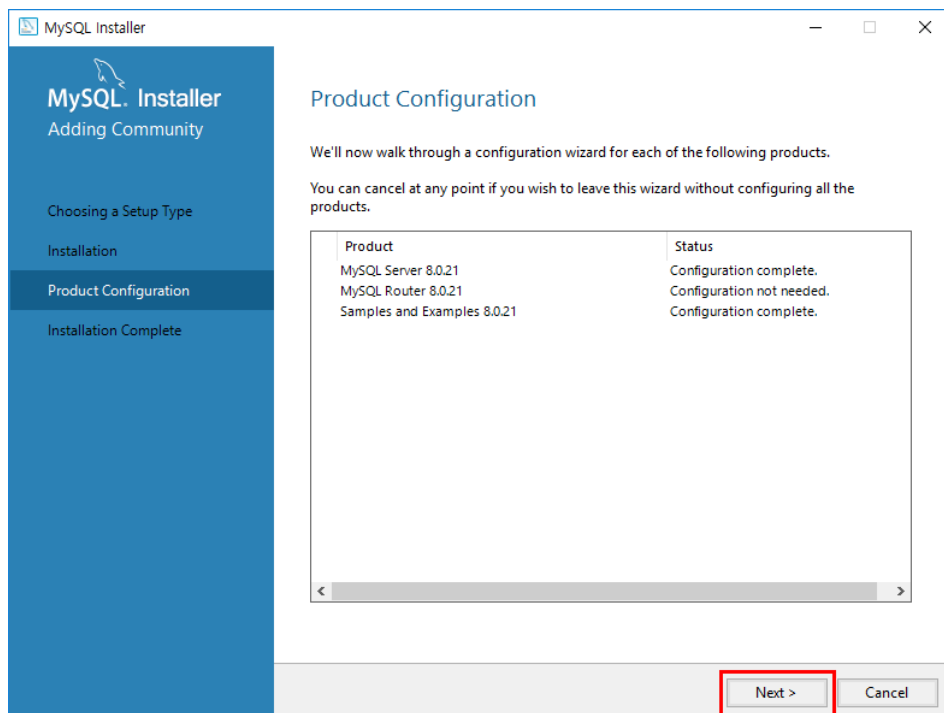 MySQL Installer
MySQL. Installer
Adding Community
Choosing a Setup Type
Installation
Product Configuration
Installation Complete
Product Configuration
We'll now walk through a configuration wizard for each of the following products.
You can cancel at any point if you wish to leave this wizard without configuring all the
products.
Product Status
MySQL Server 8.0.21 Configuration complete.
MySQL Router 8.0.21 Configuration not needed.
Samples and Examples 8.0.21 Configuration complete.
Next > Cancel